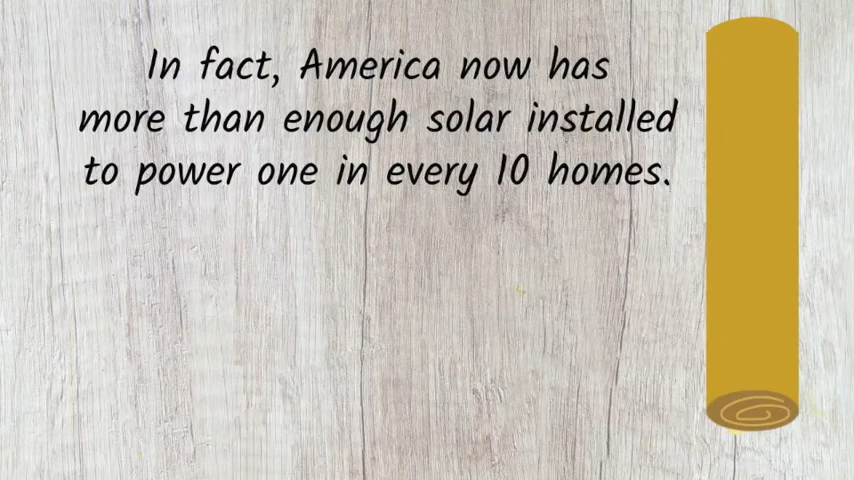 In fact, America now has
more than enough solar installed
to power one in every 10 homes.